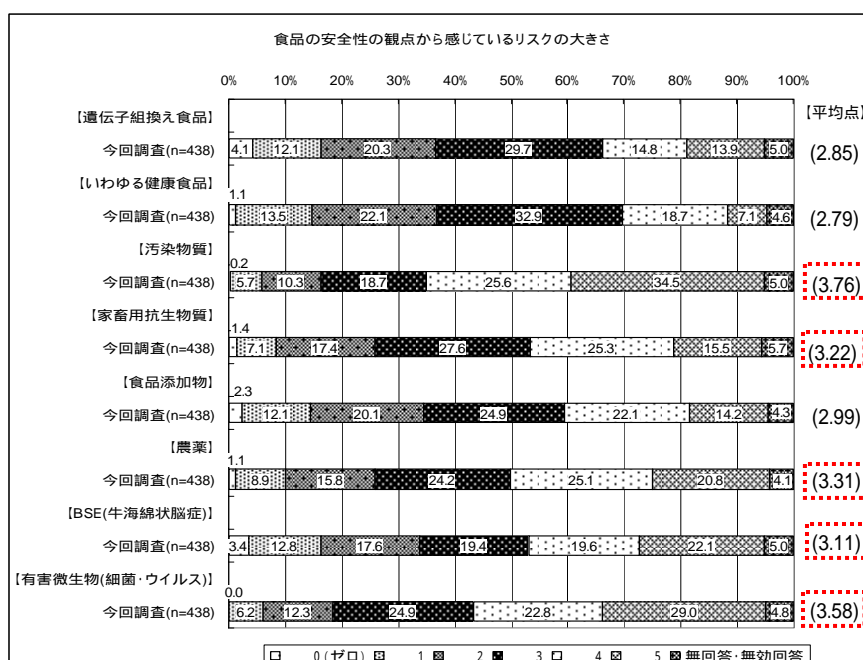 食品の安全性の観点から感じているリスクの大きさ
0% 10% 20% 30% 40% 50% 60% 70% 80% 90% 100%
【遺伝子組換え食品】 【平均点】
今回調査(n=438) 4.1 12.1 20.3 29.7 14.8 13.9 5.0 (2.85)
【いわゆる健康食品】 1.1
今回調査(n=438) 13.5 22.1 32.9 18.7 7.1 4.6 (2.79)
【汚染物質】 0.2
今回調査(n=438) 5.7 10.3 18.7 25.6 34.5 5.0 (3.76)
【家畜用抗生物質】 1.4
今回調査(n=438) 7.1 17.4 27.6 25.3 15.5 5.7 (3.22)
【食品添加物】 2.3
今回調査(n=438) 12.1 20.1 24.9 22.1 14.2 4.3 (2.99)
【農薬】 1.1
今回調査(n=438) 8.9 15.8 24.2 25.1 20.8 4.1 (3.31)
【BSE(牛海綿状脳症)】
今回調査(n=438) 3.4 12.8 17.6 19.4 19.6 22.1 5.0 (3.11)
【有害微生物(細菌・ウイルス)】 0.0
今回調査(n=438) 6.2 12.3 24.9 22.8 29.0 4.8 (3.58)
0(ゼロ) 1 2 3 4 5 無回答・無効回答